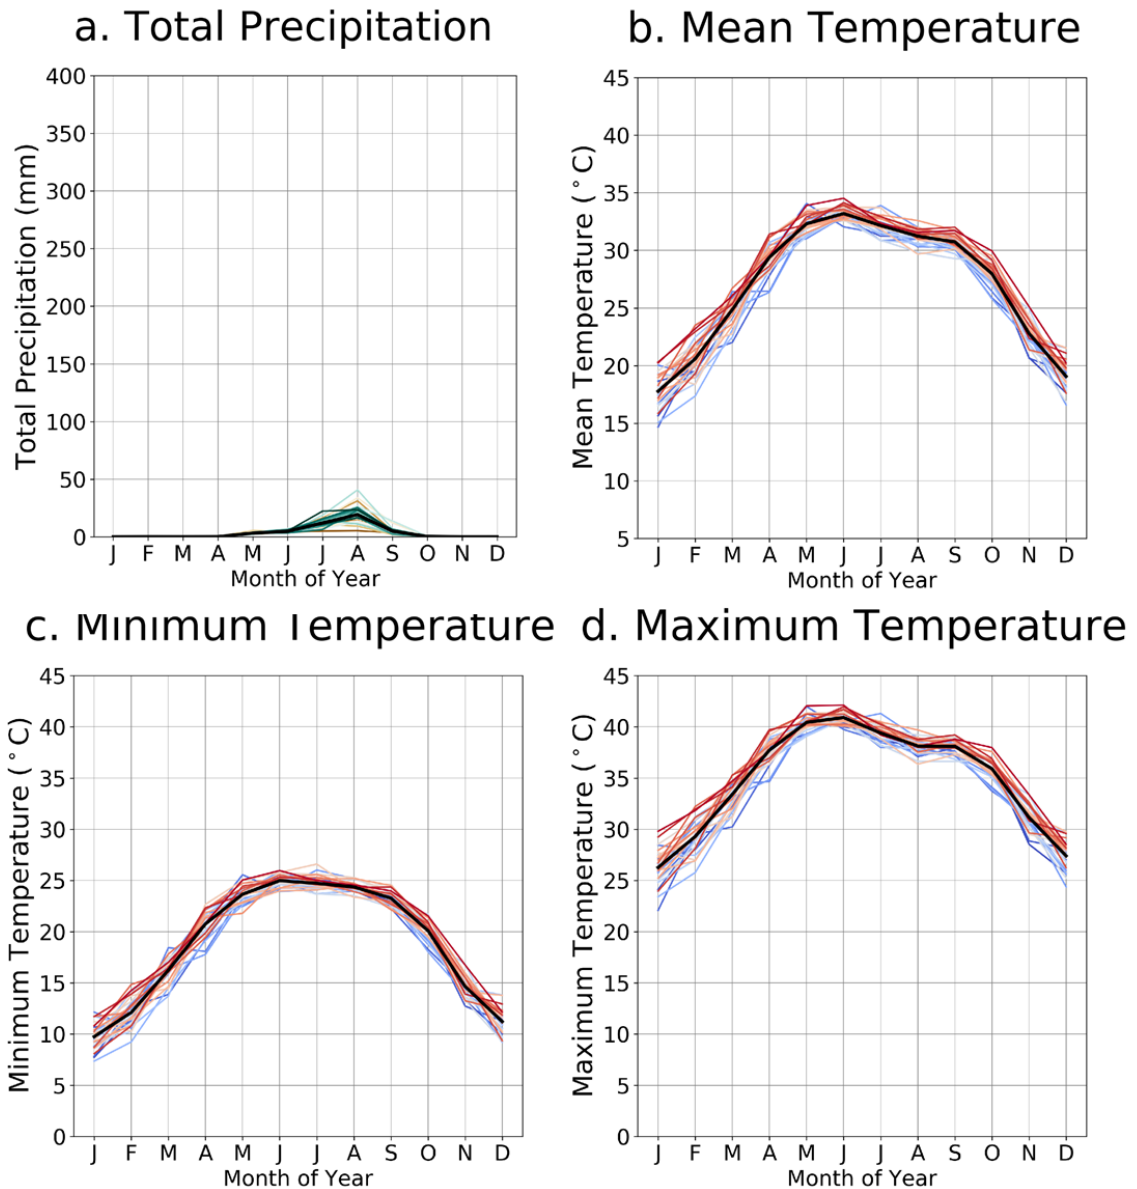 a. Total Precipitation
400
350
300
250
200
150
100
50
0
Total Precipitation (mm)
J F M A M J J A S O N D
Month of Year
b. Mean Temperature
45
40
35
30
25
20
15
10
5
Mean Temperature (°C)
J F M A M J J A S O N D
Month of Year
c. Minimum Temperature
45
40
35
30
25
20
15
10
5
0
Minimum Temperature (°C)
J F M A M J J A S O N D
Month of Year
d. Maximum Temperature
45
40
35
30
25
20
15
10
5
0
Maximum Temperature (°C)
J F M A M J J A S O N D
Month of Year